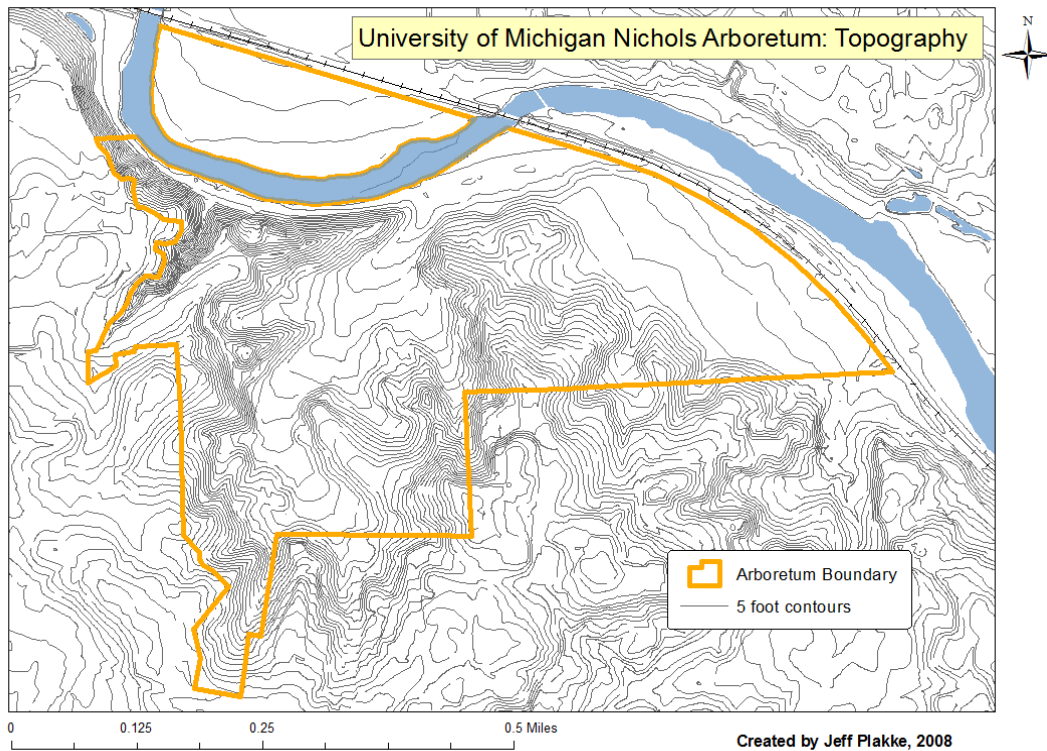 University of Michigan Nichols Arboretum: Topography
N
Arboretum Boundary
5 foot contours
0 0.125 0.25 0.5 Miles
Created by Jeff Plakke, 2008